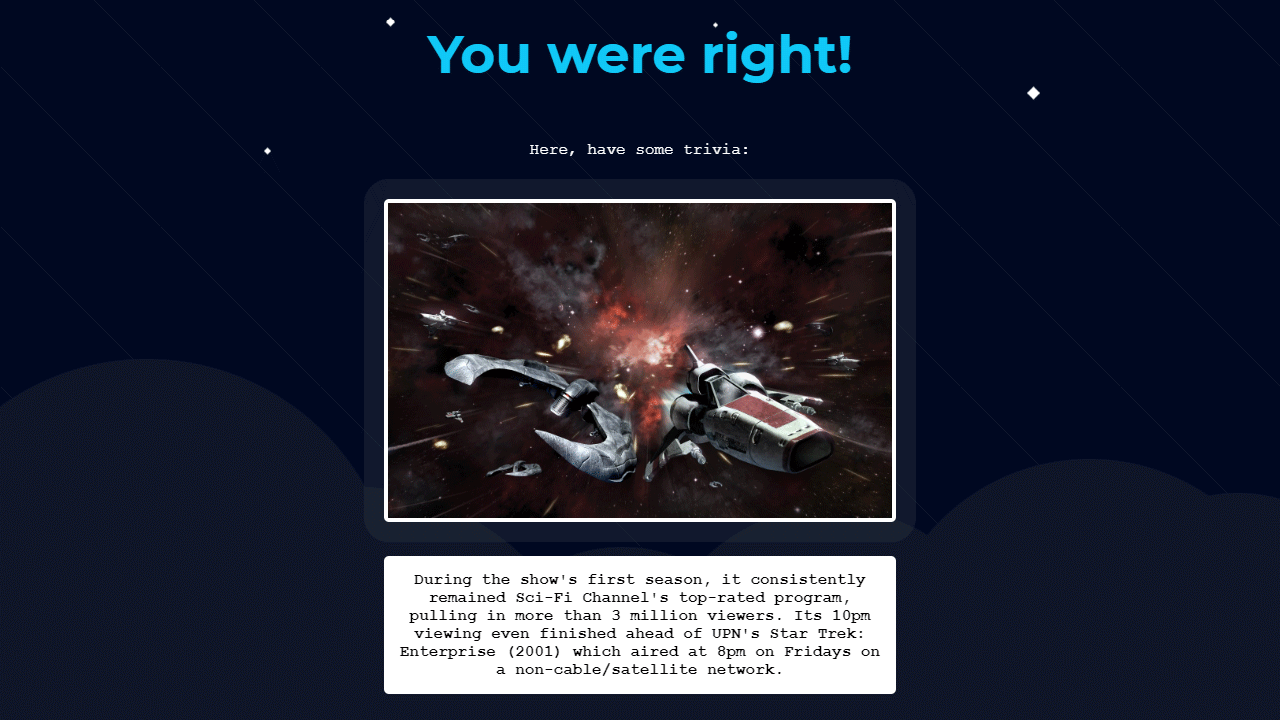 You were right!
Here, have some trivia:
During the show's first season, it consistently
remained Sci-Fi Channel's top-rated program,
pulling in more than 3 million viewers. Its 10pm
viewing even finished ahead of UPN's Star Trek:
Enterprise (2001) which aired at 8pm on Fridays on
a non-cable/satellite network.